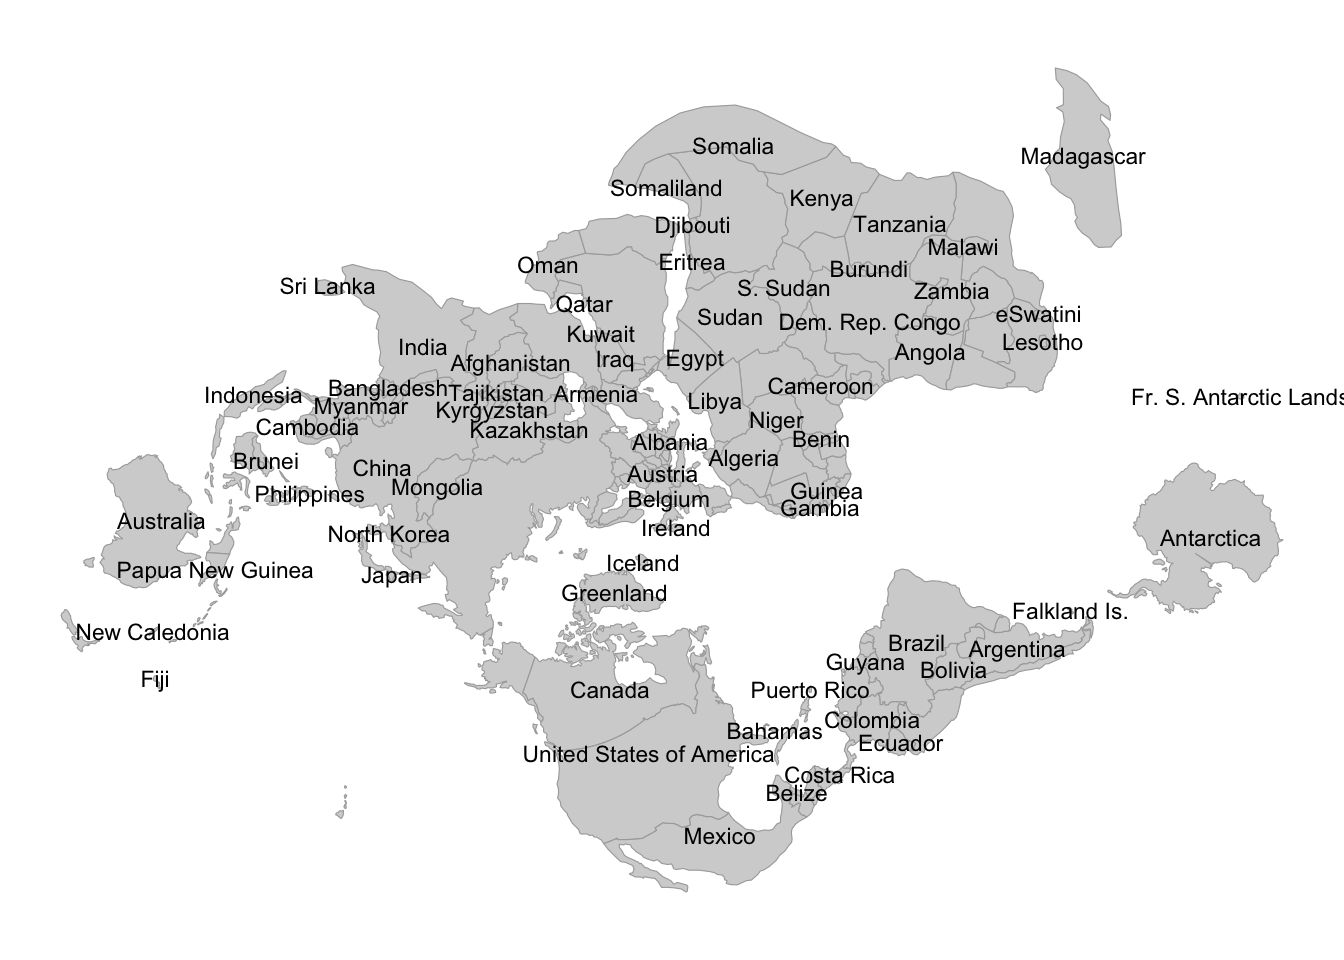 Somalia
Madagascar
Somaliland
Kenya
Djibouti
Tanzania
Malawi
Oman
Eritrea
Burundi
Sri Lanka
S. Sudan
Zambia
Qatar
Sudan
Dem. Rep. Congo
eSwatini
Kuwait
Lesotho
India
Afghanistan
Iraq
Egypt
Angola
Indonesia
Bangladesh
Tajikistan
Armenia
Cameroon
Fr. S. Antarctic Lands
Myanmar
Kyrgyzstan
Libya
Niger
Cambodia
Kazakhstan
Albania
Benin
Brunei
China
Austria
Algeria
Philippines
Mongolia
Belgium
Guinea
Gambia
Australia
North Korea
Ireland
Antarctica
Papua New Guinea
Japan
Iceland
Greenland
Falkland Is.
New Caledonia
Brazil
Argentina
Guyana
Bolivia
Fiji
Canada
Puerto Rico
Colombia
Bahamas
Ecuador
United States of America
Costa Rica
Belize
Mexico